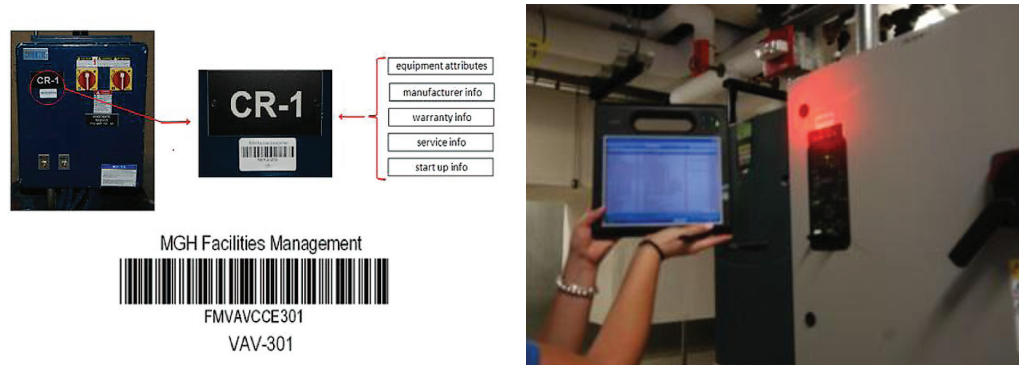 CR-1
CR-1
equipment attributes
manufacturer info
warranty info
service info
start up info
MGH Facilities Management
FMVAVCCE301
VAV-301